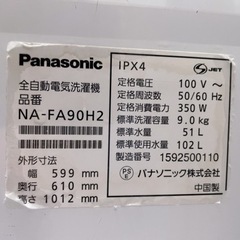 Panasonic
全自動電気洗濯機
品番
NA-FA90H2
外形寸法
幅 599 mm
奥行 610 mm
高さ 1012 mm
IPX4
JET
定格電圧 100 V~
定格周波数 50/60 Hz
定格消費電力 350 W
標準洗濯容量 9.0 kg
標準水量 51 L
標準使用水量 102 L
製造番号 1592500110
PS E パナソニック株式会社
中国製